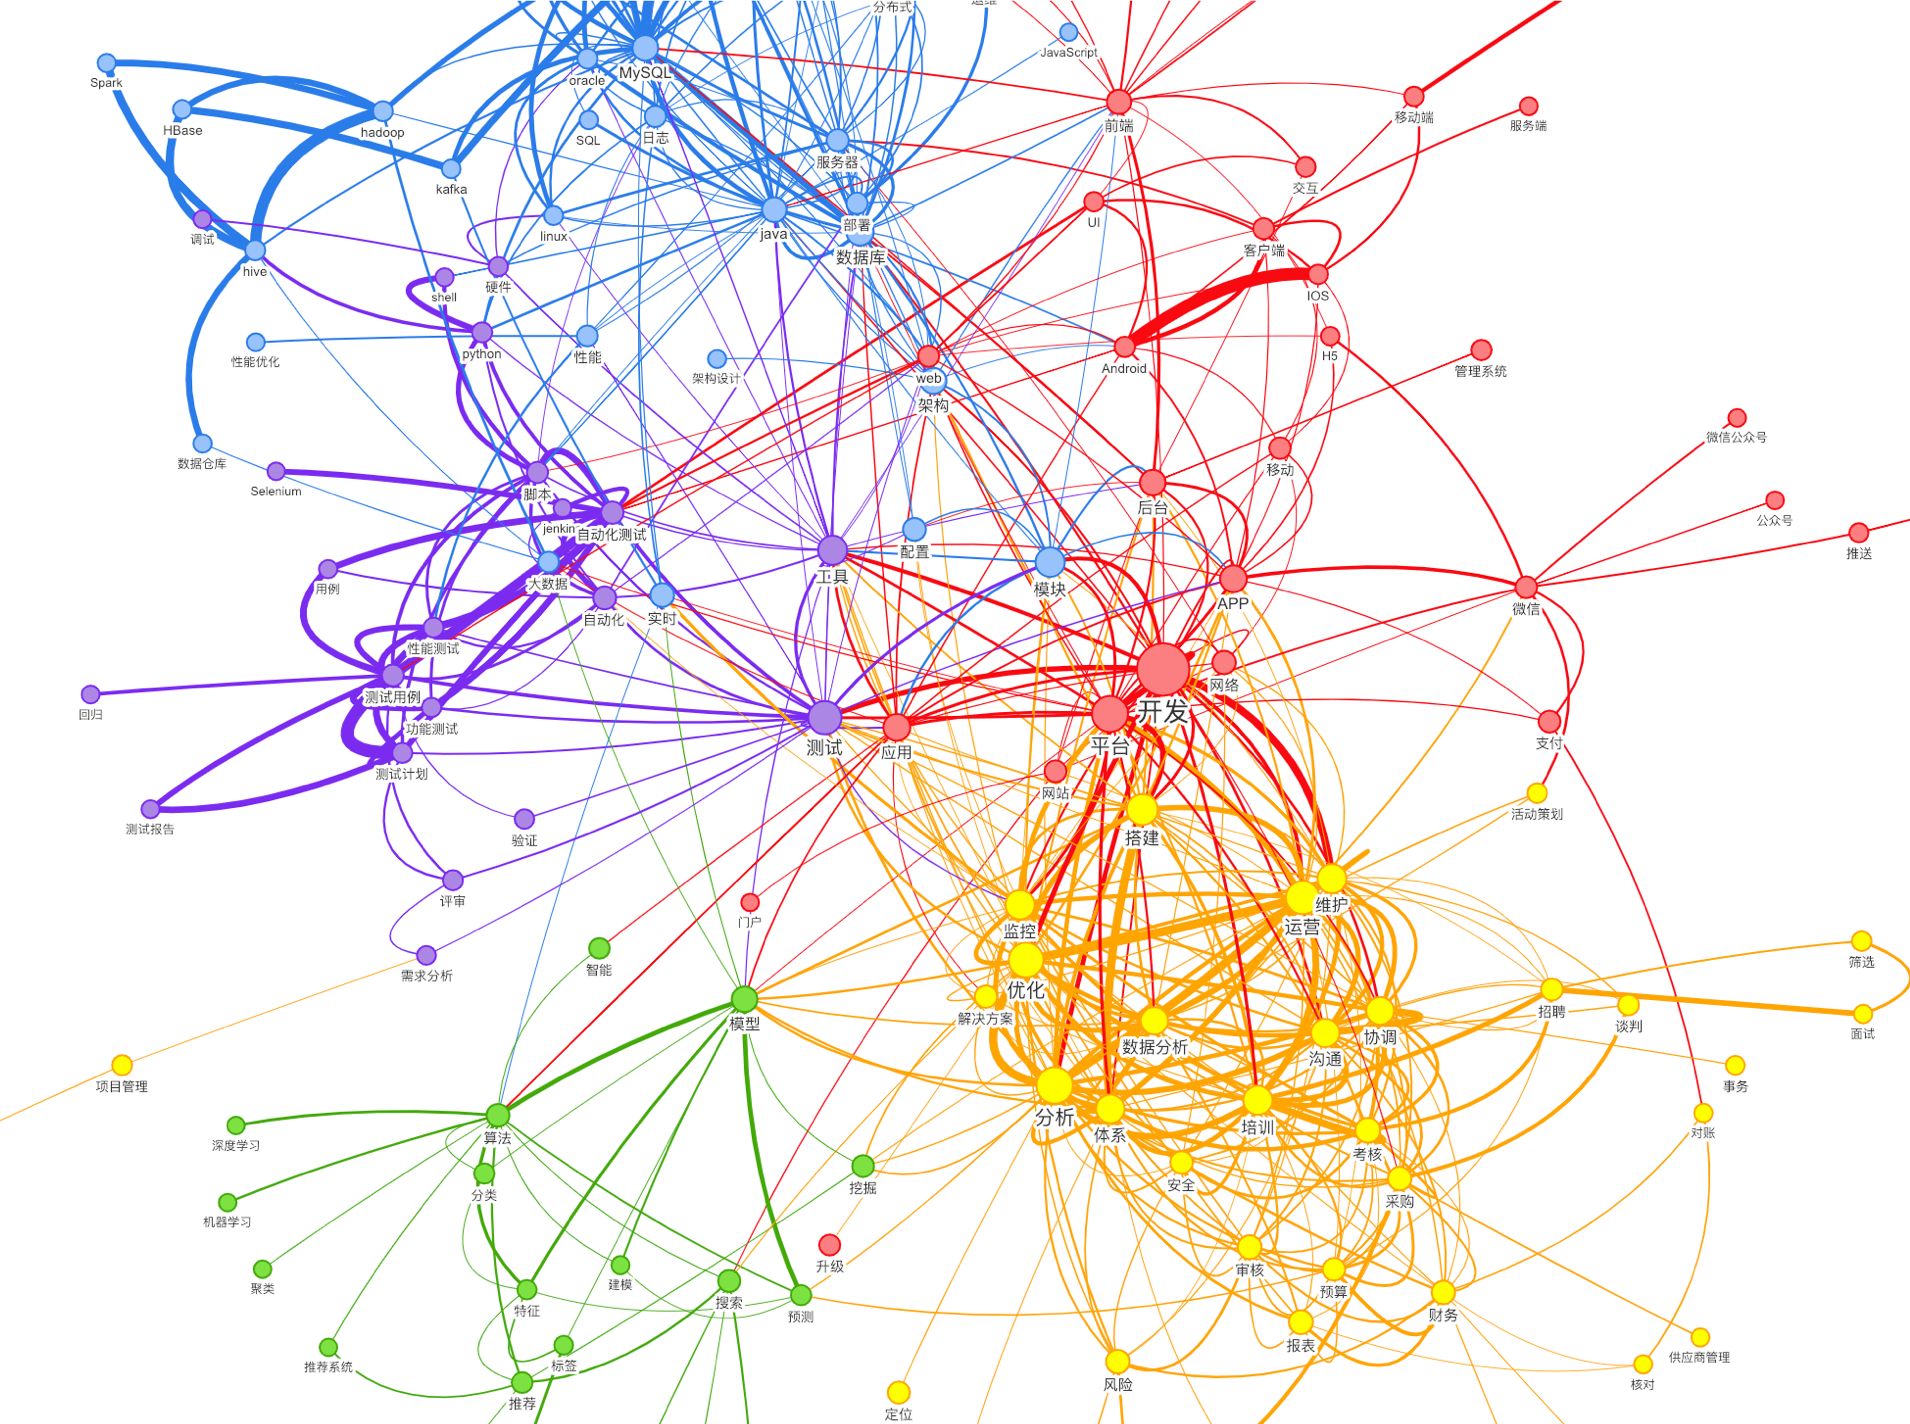 分布式
运维
JavaScript
oracle
MySQL
Spark
HBase
hadoop
SQL
日志
服务器
前端
移动端
服务端
kafka
交互
调试
linux
java
部署
数据库
UI
客户端
hive
shell
硬件
IOS
性能优化
python
性能
架构设计
web
架构
Android
H5
管理系统
数据仓库
Selenium
脚本
jenkin
自动化测试
移动
后台
微信公众号
公众号
推送
配置
工具
模块
APP
微信
用例
大数据
自动化
实时
性能测试
测试用例
功能测试
测试计划
回归
测试
应用
平台
开发
网络
支付
网站
搭建
活动策划
测试报告
验证
评审
门户
监控
运营
维护
需求分析
智能
模型
优化
解决方案
数据分析
沟通
协调
招聘
谈判
筛选
面试
项目管理
事务
深度学习
算法
分析
体系
培训
考核
对账
机器学习
分类
挖掘
安全
采购
聚类
建模
升级
审核
预算
特征
搜索
预测
财务
报表
推荐系统
标签
推荐
风险
定位
核对
供应商管理